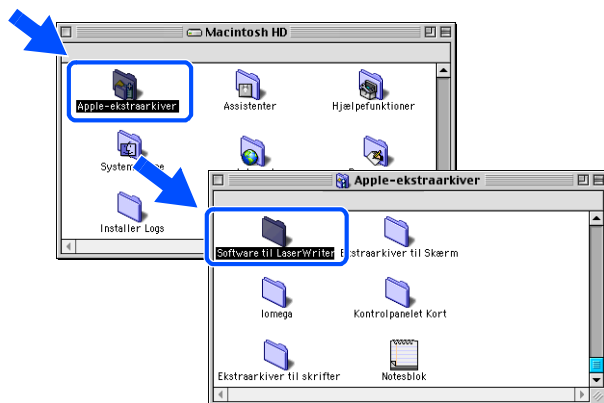 Macintosh HD
Apple-ekstraarkiver
Assistenter
Hjælpefunktioner
System
Installer Logs
Apple-ekstraarkiver
Software til LaserWriter
Ekstraarkiver til Skærm
Iomega
Kontrolpanelet Kort
Ekstraarkiver til skrifter
Notesblok